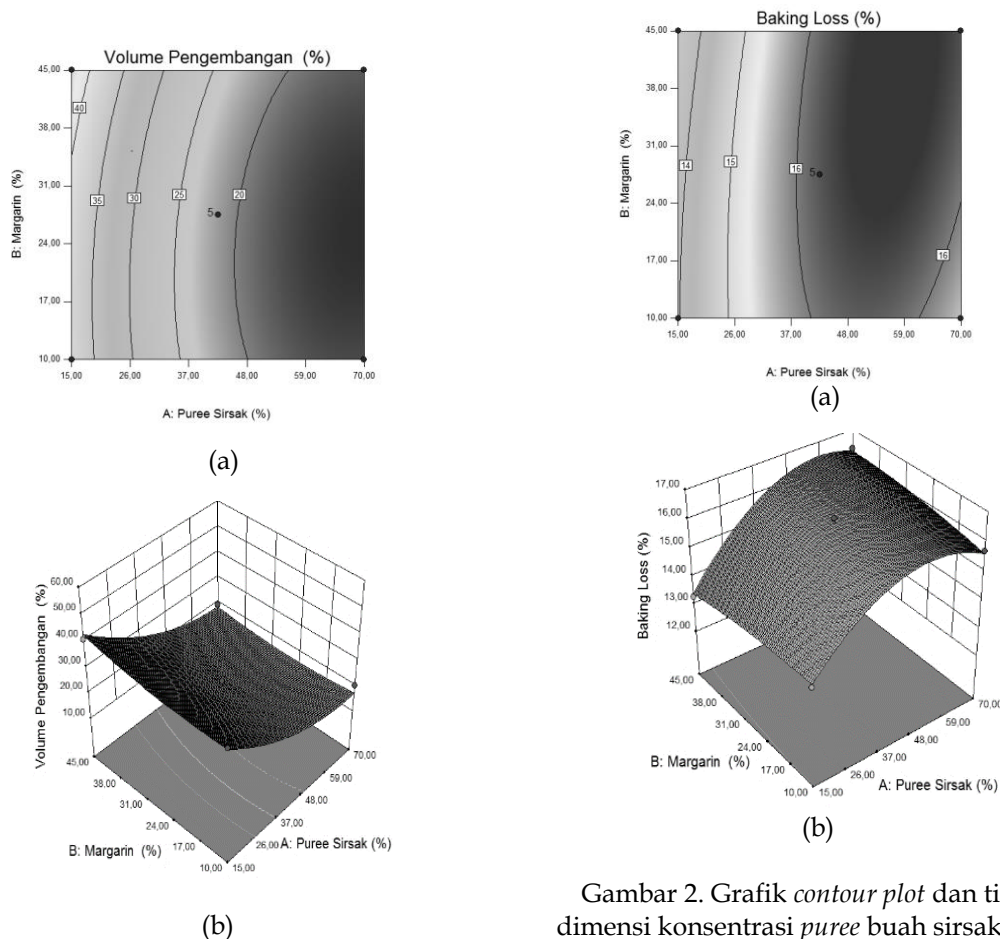 Volume Pengembangan (%)
45,00
38,00
31,00
24,00
17,00
10,00
B: Margarin (%)
40
35
30
25
20
5
15,00 26,00 37,00 48,00 59,00 70,00
A: Puree Sirsak (%)
(a)
60,00
50,00
40,00
30,00
20,00
10,00
Volume Pengembangan (%)
45,00
38,00
31,00
24,00
17,00
10,00
B: Margarin (%)
70,00
59,00
48,00
37,00
26,00
15,00
A: Puree Sirsak (%)
(b)
Baking Loss (%)
45,00
38,00
31,00
24,00
17,00
10,00
B: Margarin (%)
14
15
16
5
16
15,00 26,00 37,00 48,00 59,00 70,00
A: Puree Sirsak (%)
(a)
17,00
16,00
15,00
14,00
13,00
12,00
Baking Loss (%)
45,00
38,00
31,00
24,00
17,00
10,00
B: Margarin (%)
70,00
59,00
48,00
37,00
26,00
15,00
A: Puree Sirsak (%)
(b)
Gambar 2. Grafik contour plot dan ti
dimensi konsentrasi puree buah sirsak